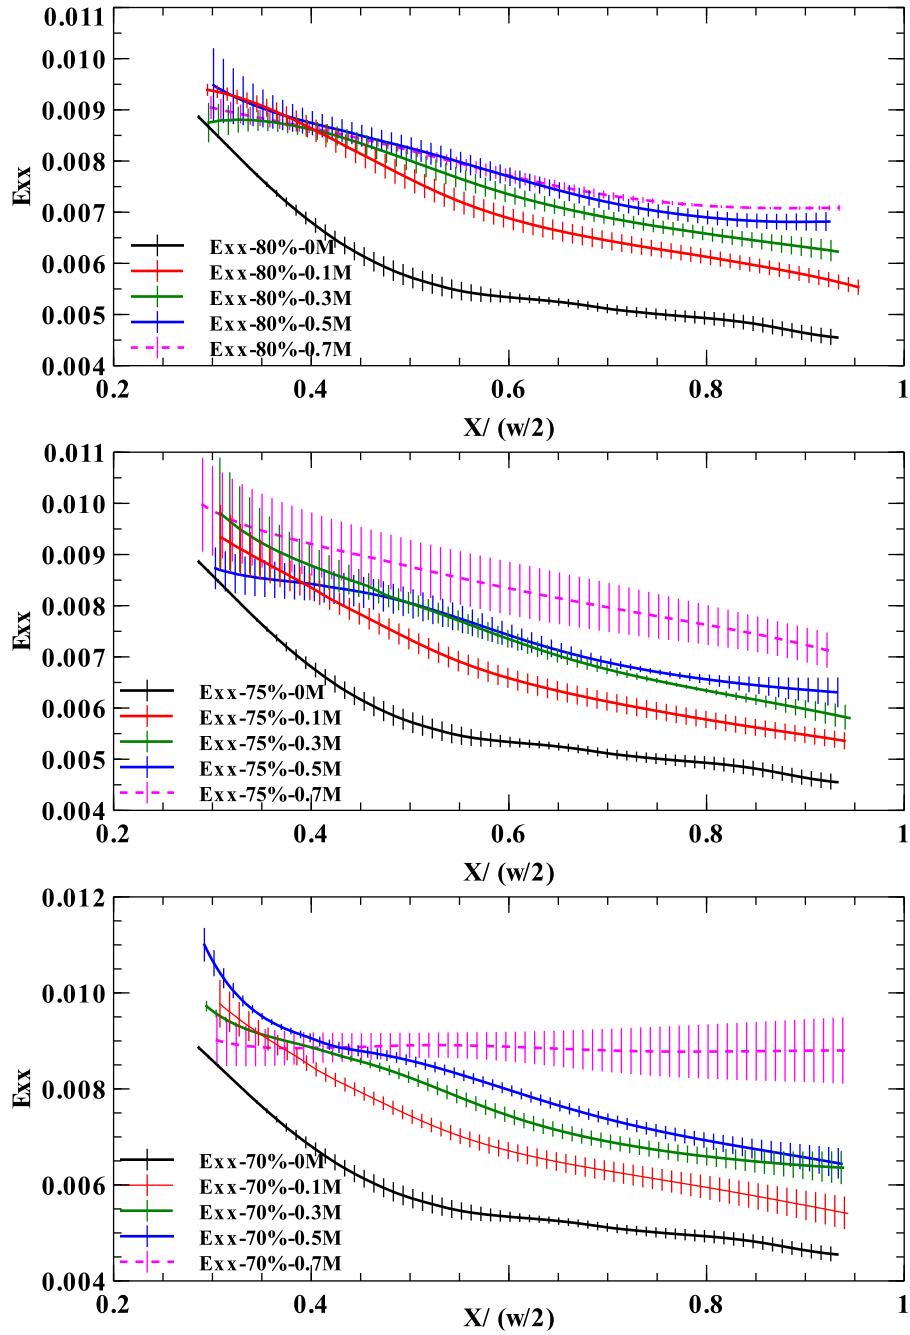 0.011
0.010
0.009
0.008
0.007
0.006
0.005
0.004
Exx
Exx-80%-0M
Exx-80%-0.1M
Exx-80%-0.3M
Exx-80%-0.5M
Exx-80%-0.7M
0.2 0.4 0.6 0.8 1
X/ (w/2)
0.011
0.010
0.009
0.008
0.007
0.006
0.005
0.004
Exx
Exx-75%-0M
Exx-75%-0.1M
Exx-75%-0.3M
Exx-75%-0.5M
Exx-75%-0.7M
0.2 0.4 0.6 0.8 1
X/ (w/2)
0.012
0.010
0.008
0.006
0.004
Exx
Exx-70%-0M
Exx-70%-0.1M
Exx-70%-0.3M
Exx-70%-0.5M
Exx-70%-0.7M
0.2 0.4 0.6 0.8 1
X/ (w/2)